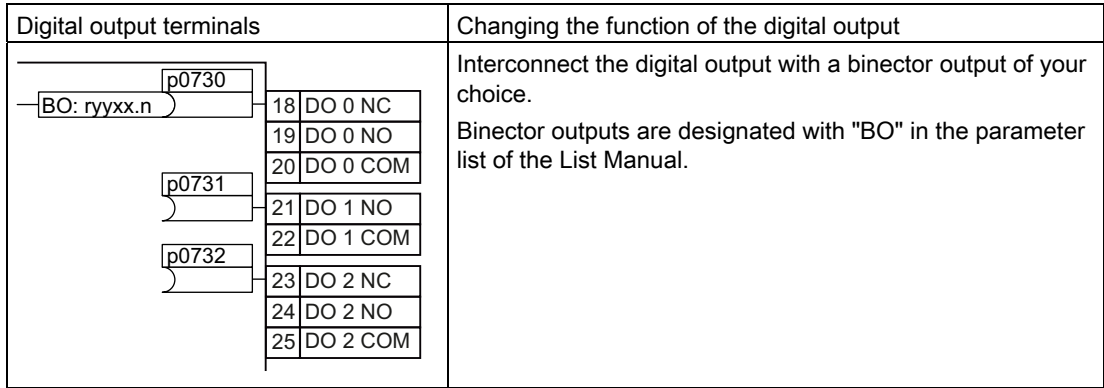 Digital output terminals
Changing the function of the digital output
p0730
BO: ryyxx.n
18 DO 0 NC
19 DO 0 NO
20 DO 0 COM
p0731
21 DO 1 NO
22 DO 1 COM
p0732
23 DO 2 NC
24 DO 2 NO
25 DO 2 COM
Interconnect the digital output with a binector output of your
choice.
Binector outputs are designated with "BO" in the parameter
list of the List Manual.